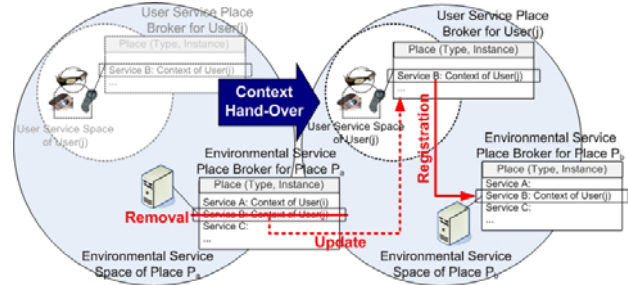 User Service Place
Broker for User(j)
Place (Type, Instance)
Service B: Context of User(j)
...
User Service Space
of User(j)
Context
Hand-Over
Environmental Service
Place Broker for Place Pa
Place (Type, Instance)
Service A: Context of User(i)
Service B: Context of User(j)
Service C:
...
Removal
Update
Environmental Service
Space of Place Pa
User Service Place
Broker for User(j)
Place (Type, Instance)
Service B: Context of User(j)
...
User Service Space
of User(j)
Registration
Environmental Service
Place Broker for Place Pb
Place (Type, Instance)
Service A:
Service B: Context of User(j)
Service C:
...
Environmental Service
Space of Place Pb